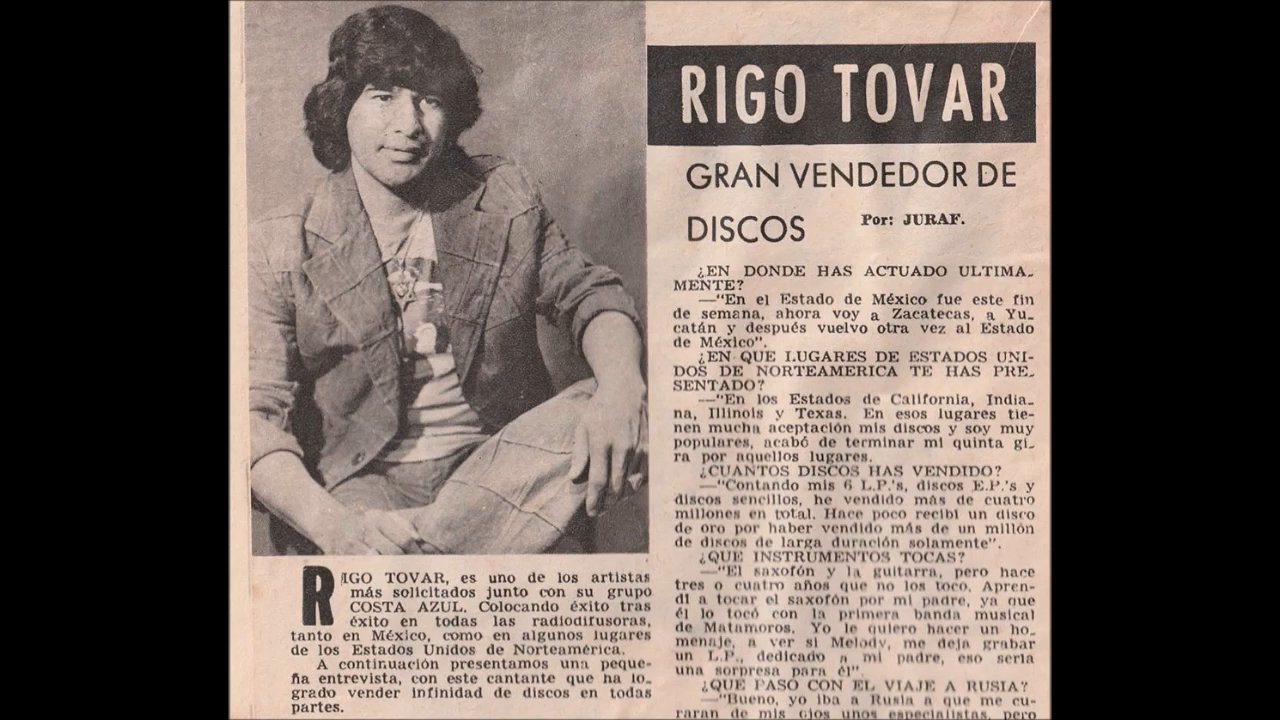 RIGO TOVAR
GRAN VENDEDOR DE
DISCOS
Por: JURAF.
RIGO TOVAR, es uno de los artistas
más solicitados junto con su grupo
COSTA AZUL. Colocando éxito tras
éxito en todas las radiodifusoras,
tanto en México, como en algunos lugares
de los Estados Unidos de Norteamérica.
A continuación presentamos una peque-
ña entrevista, con este cantante que ha lo-
grado vender infinidad de discos en todas
partes.
¿EN DONDE HAS ACTUADO ULTIMA-
MENTE?
—"En el Estado de México fue este fin
de semana, ahora voy a Zacatecas, a Yu-
catán y después vuelvo otra vez al Estado
de México".
¿EN QUE LUGARES DE ESTADOS UNI-
DOS DE NORTEAMERICA TE HAS PRE-
SENTADO?
—"En los Estados de California, India-
na, Illinois y Texas. En esos lugares tie-
nen mucha aceptación mis discos y soy muy
populares, acabó de terminar mi quinta gi-
ra por aquellos lugares.
¿CUANTOS DISCOS HAS VENDIDO?
—"Contando mis 6 L.P.'s, discos E.P.'s y
discos sencillos, he vendido más de cuatro
millones en total. Hace poco recibí un disco
de oro por haber vendido más de un millón
de discos de larga duración solamente".
¿QUE INSTRUMENTOS TOCAS?
—"El saxofón y la guitarra, pero hace
tres o cuatro años que no los toco. Apren-
dí a tocar el saxofón por mi padre, ya que
él lo tocó con la primera banda musical
de Matamoros. Yo le quiero hacer un ho-
menaje, a ver si Melody, me deja grabar
un L.P., dedicado a mi padre, eso sería
una sorpresa para él".
¿QUE PASO CON EL VIAJE A RUSIA?
—"Bueno, yo iba a Rusia a que me cu-
raran de mis ojos unos especialistas, pero